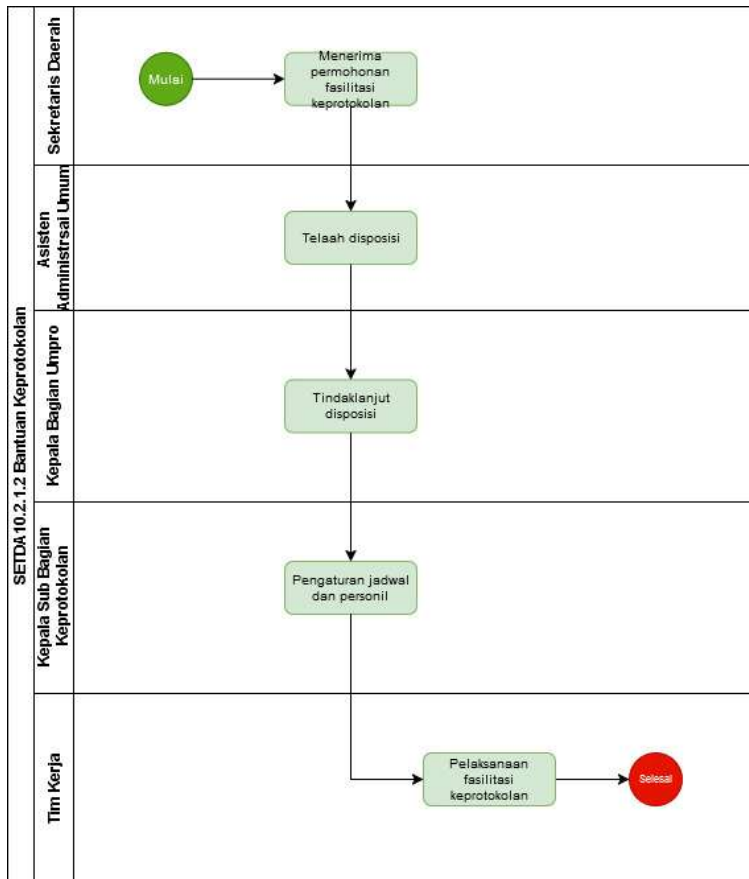 SETDA 10.2.1.2 Bantuan Keprotokolan
Sekretaris Daerah
Mulai
Menerima
permohonan
fasilitasi
keprotokolan
Asisten
Administrsai Umum
Telaah disposisi
Kepala Bagian Umpro
Tindaklanjut
disposisi
Kepala Sub Bagian
Keprotokolan
Pengaturan jadwal
dan personil
Tim Kerja
Pelaksanaan
fasilitasi
keprotokolan
Selesai